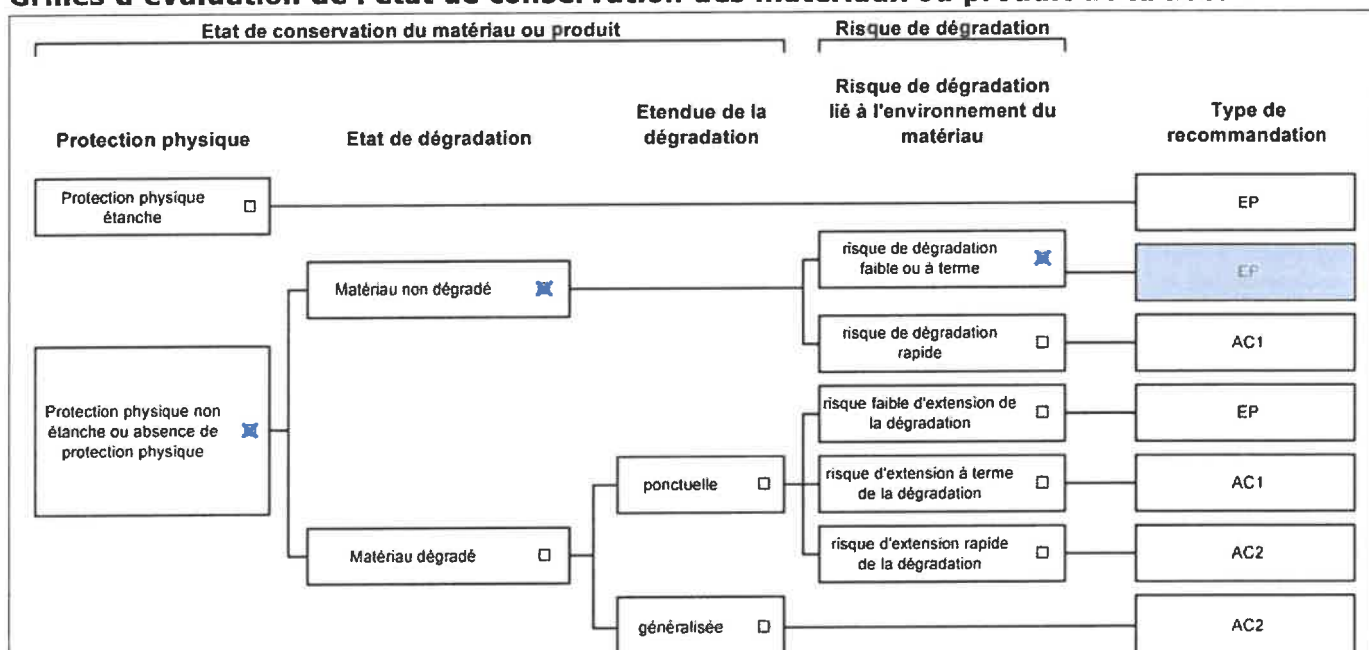 Grilles d'évaluation de l'état de conservation des matériaux ou produit de la
Etat de conservation du matériau ou produit
Risque de dégradation
Protection physique
Etat de dégradation
Etendue de la
dégradation
Risque de dégradation
lié à l'environnement du
matériau
Type de
recommandation
Protection physique
étanche
EP
risque de dégradation
faible ou à terme
EP
Matériau non dégradé
risque de dégradation
rapide
AC1
Protection physique non
étanche ou absence de
protection physique
risque faible d'extension de
la dégradation
EP
ponctuelle
risque d'extension à terme
de la dégradation
AC1
Matériau dégradé
risque d'extension rapide
de la dégradation
AC2
généralisée
AC2